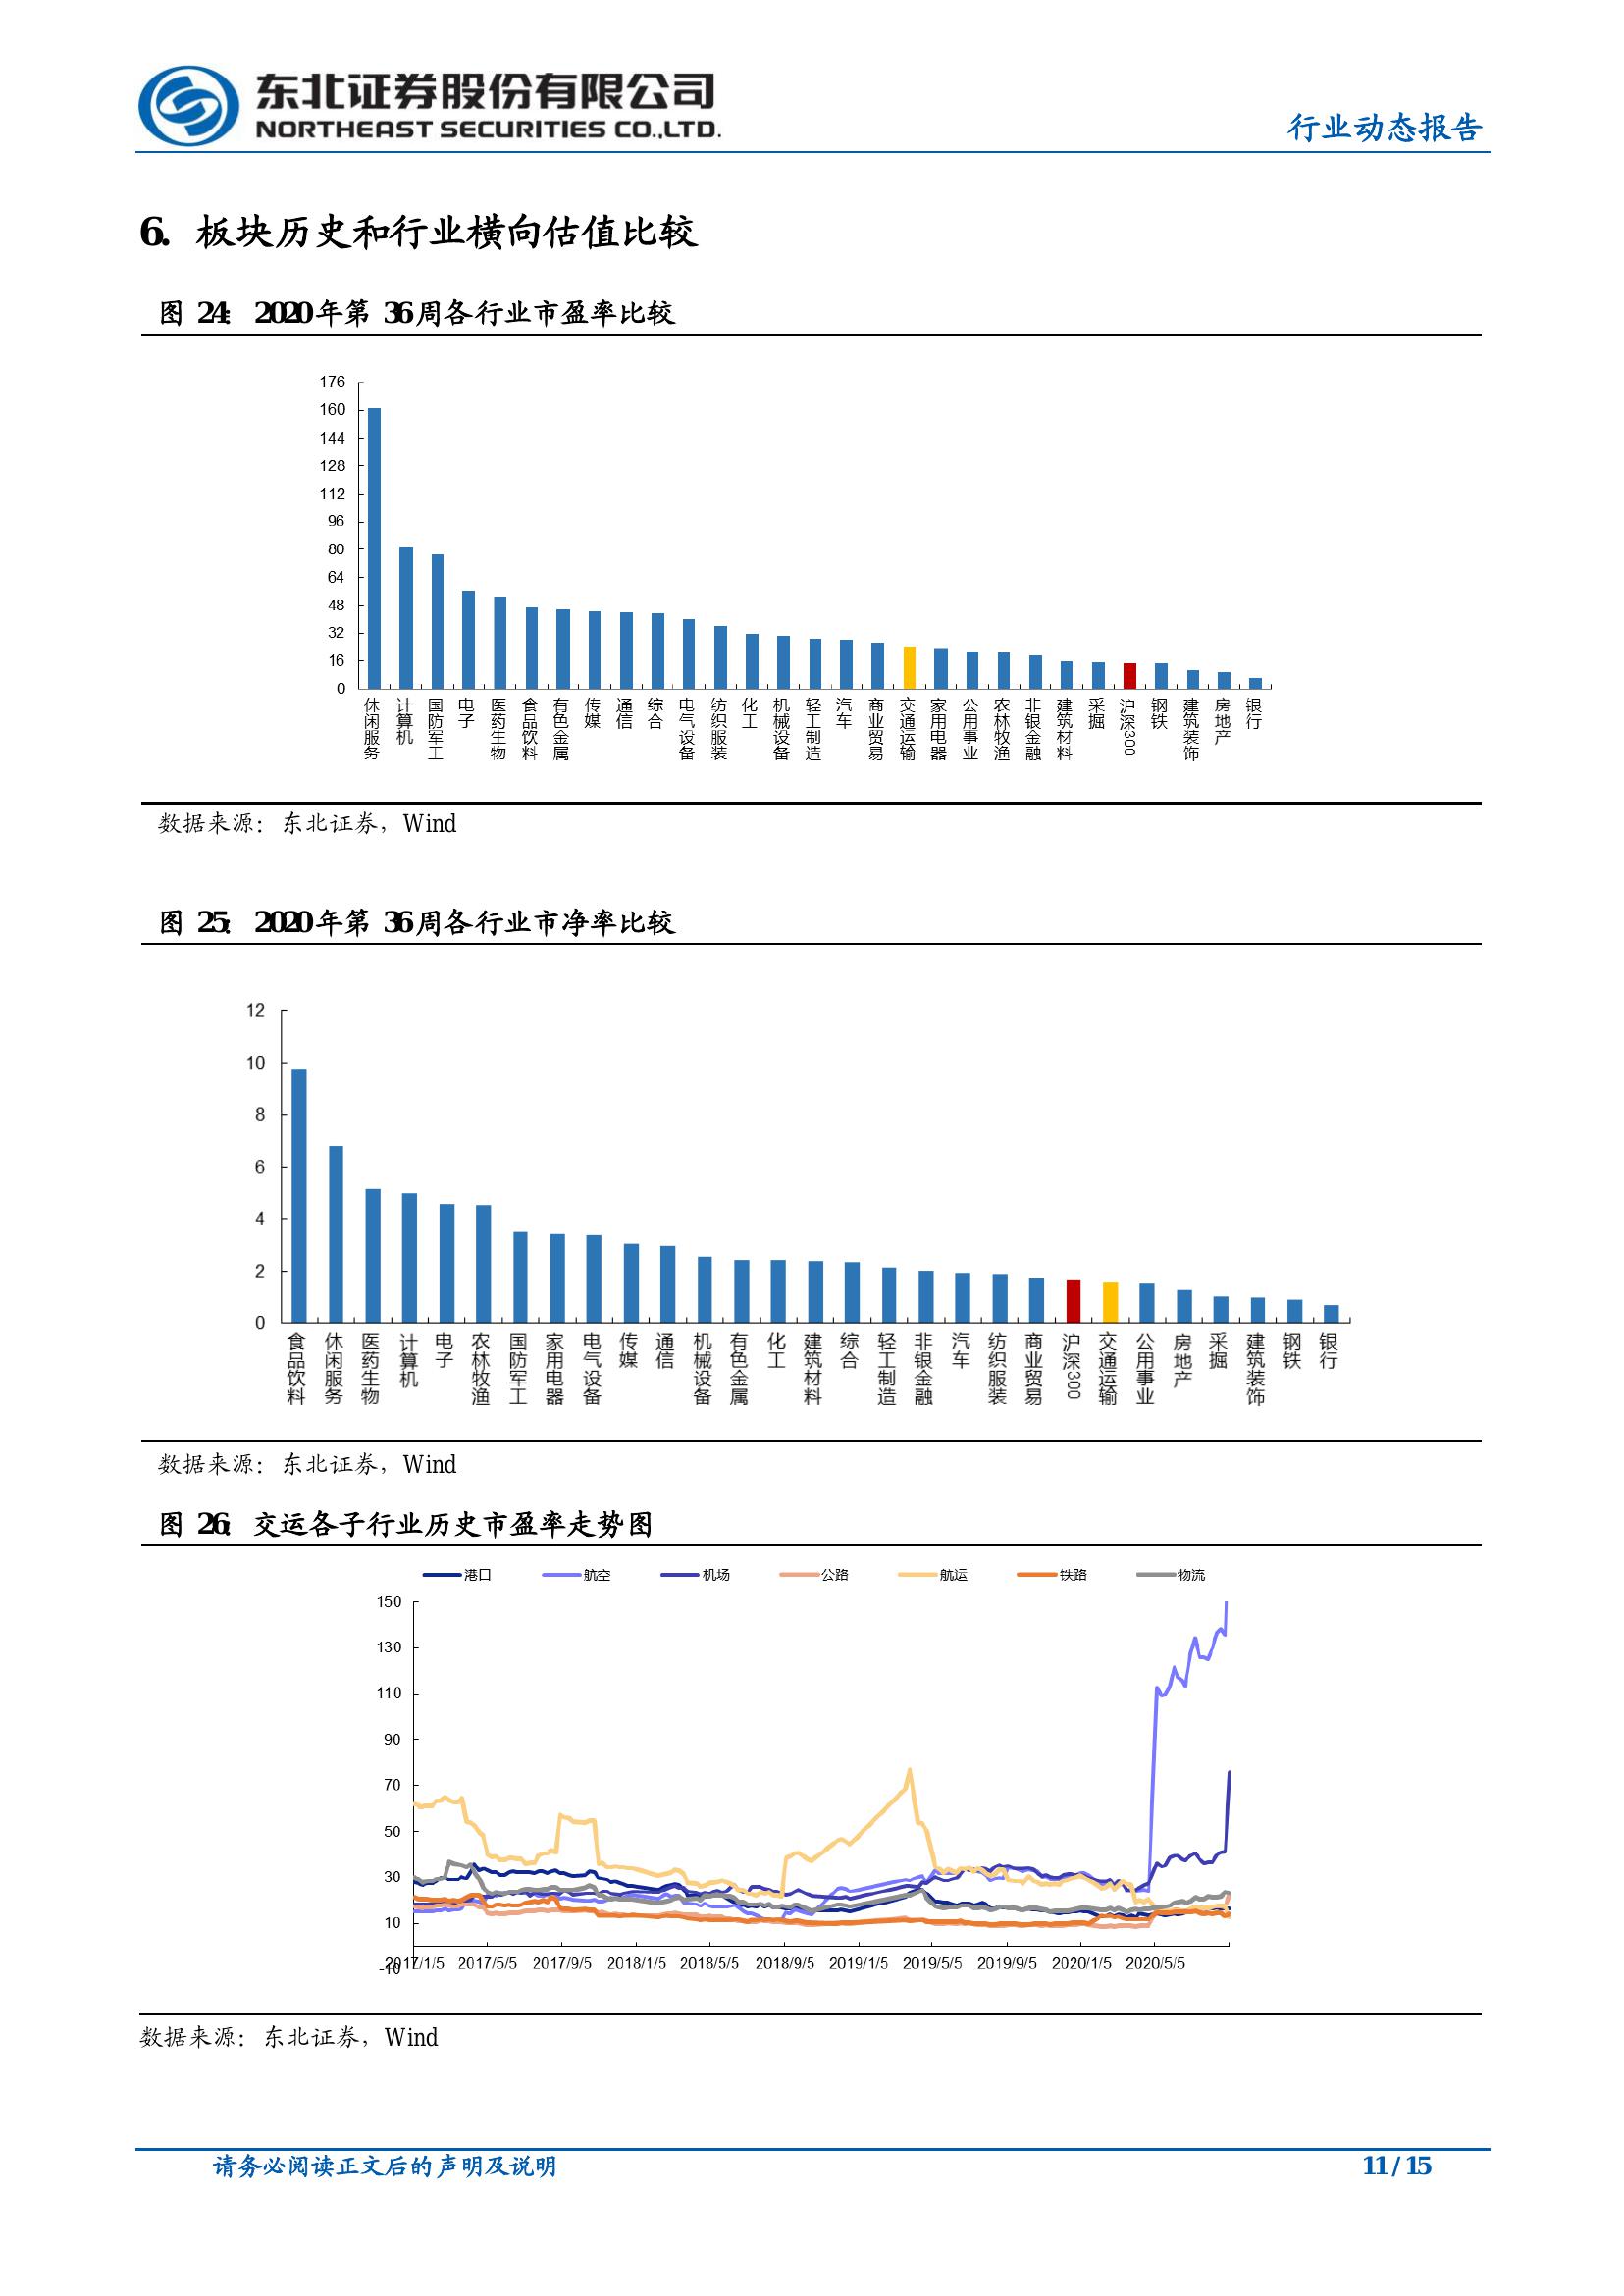 东北证券股份有限公司
NORTHEAST SECURITIES CO.,LTD.
行业动态报告
6. 板块历史和行业横向估值比较
图 24: 2020年第 36周各行业市盈率比较
176
160
144
128
112
96
80
64
48
32
16
0
休闲服务 计算机 国防军工 电子 医药生物 食品饮料 有色金属 传媒 通信 综合 电气设备 纺织服装 化工 机械设备 轻工制造 汽车 商业贸易 交通运输 家用电器 公用事业 农林牧渔 非银金融 建筑材料 采掘 沪深300 钢铁 建筑装饰 房地产 银行
数据来源：东北证券，Wind
图 25: 2020年第 36周各行业市净率比较
12
10
8
6
4
2
0
食品饮料 休闲服务 医药生物 计算机 电子 农林牧渔 国防军工 家用电器 电气设备 传媒 通信 机械设备 有色金属 化工 建筑材料 综合 轻工制造 非银金融 汽车 纺织服装 商业贸易 沪深300 交通运输 公用事业 房地产 采掘 建筑装饰 钢铁 银行
数据来源：东北证券，Wind
图 26: 交运各子行业历史市盈率走势图
港口 航空 机场 公路 航运 铁路 物流
150
130
110
90
70
50
30
10
-10
2017/1/5 2017/5/5 2017/9/5 2018/1/5 2018/5/5 2018/9/5 2019/1/5 2019/5/5 2019/9/5 2020/1/5 2020/5/5
数据来源：东北证券，Wind
请务必阅读正文后的声明及说明
11 / 15